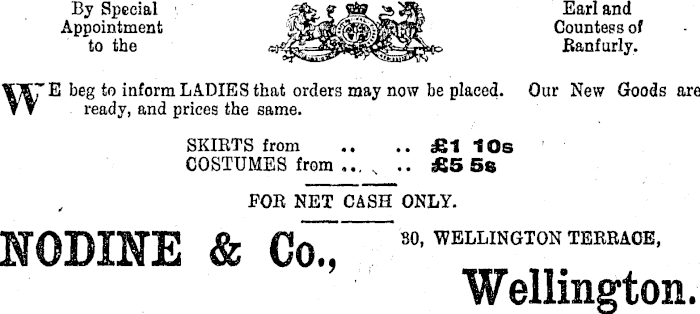 By Special Earl and
Appointment Countess of
to the Ranfurly.
WE beg to inform LADIES that orders may now be placed. Our New Goods are
ready, and prices the same.
SKIRTS from .. .. £1 10s
COSTUMES from .. .. £5 5s
FOR NET CASH ONLY.
NODINE & Co., 30, WELLINGTON TERRACE,
Wellington.